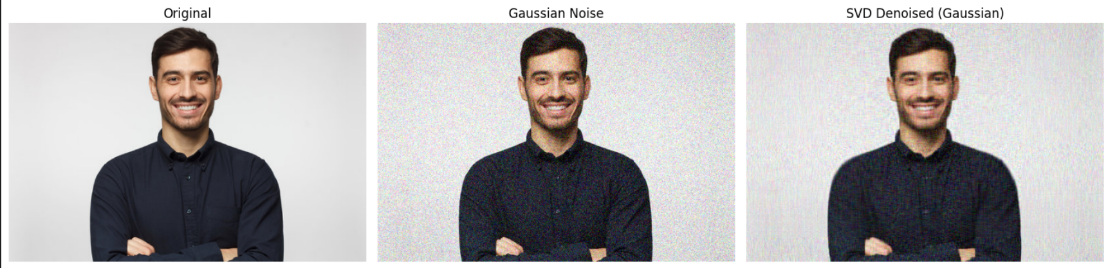 Original
Gaussian Noise
SVD Denoised (Gaussian)